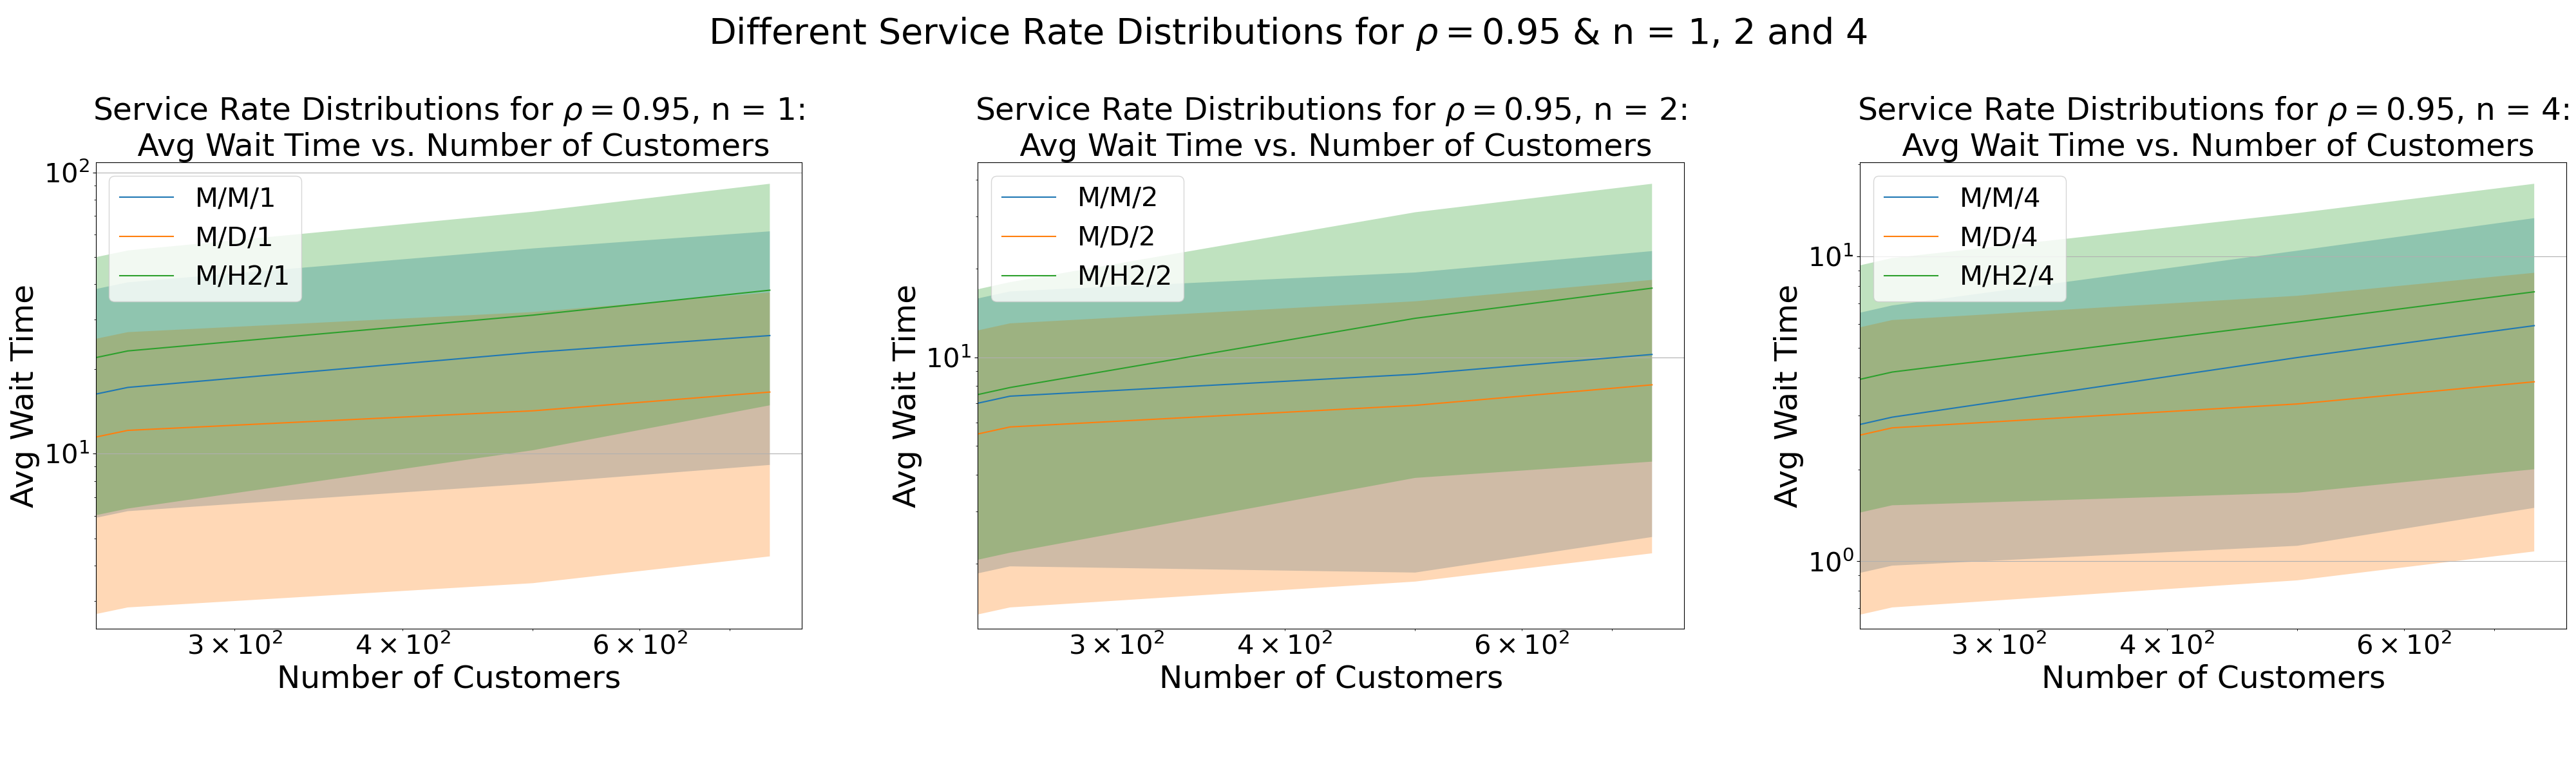 Different Service Rate Distributions for ρ = 0.95 & n = 1, 2 and 4
Service Rate Distributions for ρ = 0.95, n = 1:
Avg Wait Time vs. Number of Customers
10²
10¹
Avg Wait Time
M/M/1
M/D/1
M/H2/1
3 × 10²
4 × 10²
6 × 10²
Number of Customers
Service Rate Distributions for ρ = 0.95, n = 2:
Avg Wait Time vs. Number of Customers
10¹
Avg Wait Time
M/M/2
M/D/2
M/H2/2
3 × 10²
4 × 10²
6 × 10²
Number of Customers
Service Rate Distributions for ρ = 0.95, n = 4:
Avg Wait Time vs. Number of Customers
10¹
10⁰
Avg Wait Time
M/M/4
M/D/4
M/H2/4
3 × 10²
4 × 10²
6 × 10²
Number of Customers